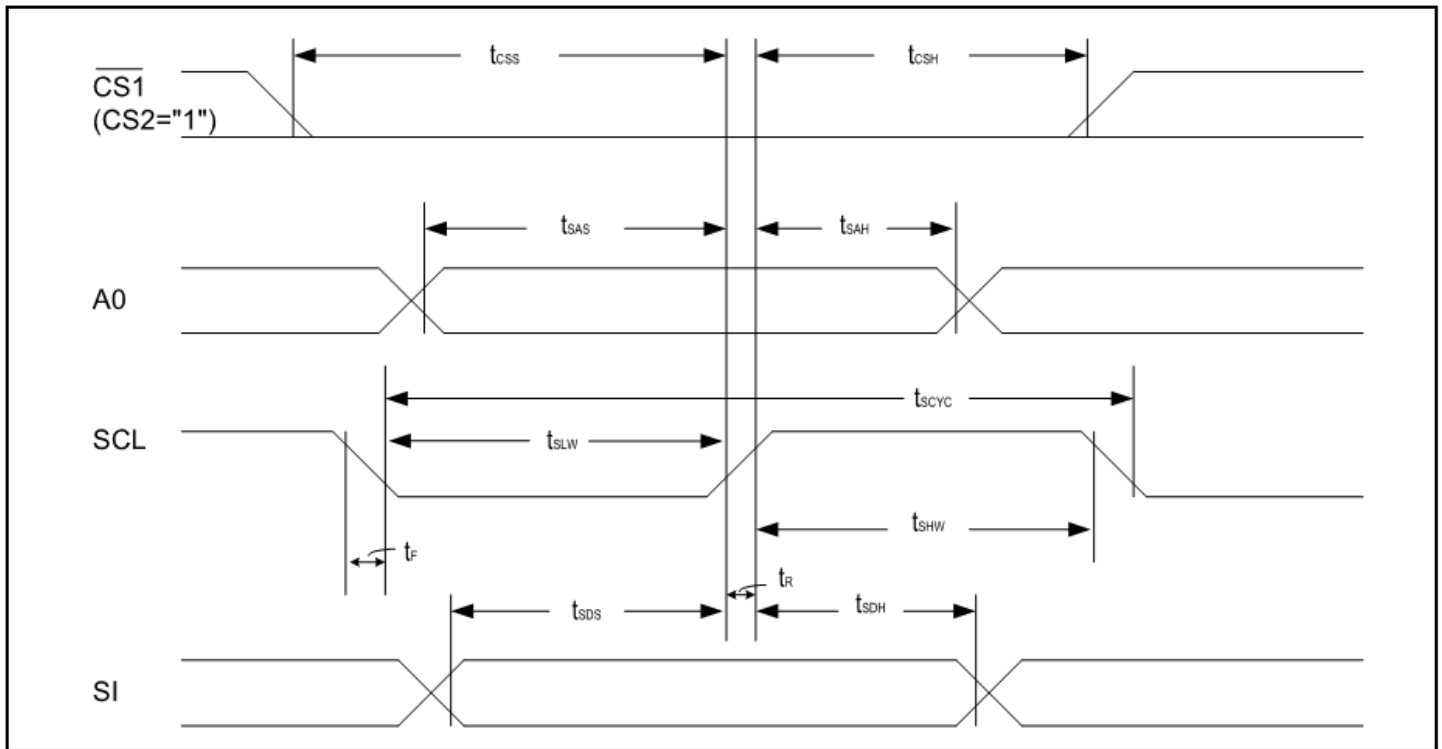 tCSS
tCSH
CS1
(CS2="1")
tSAS
tSAH
A0
tSCYC
SCL
tSLW
tSHW
tF
tR
tSDS
tSDH
SI